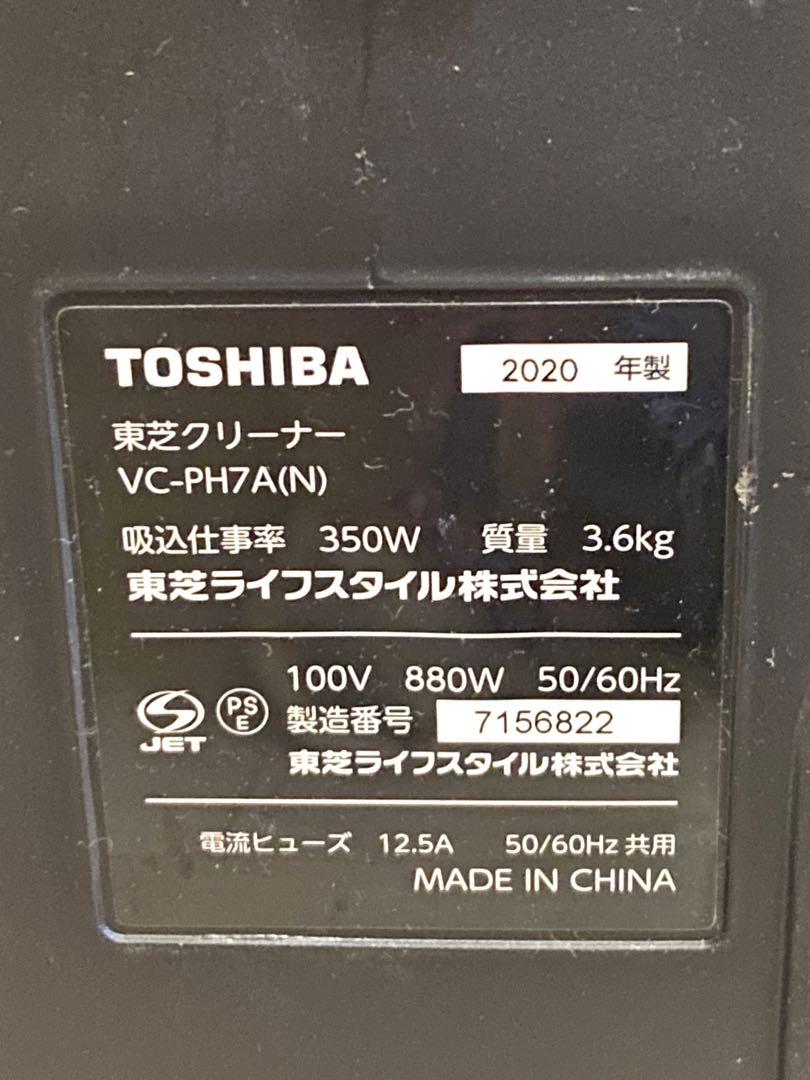 TOSHIBA 2020 年製
東芝クリーナー
VC-PH7A(N)
吸込仕事率 350W 質量 3.6kg
東芝ライフスタイル株式会社
100V 880W 50/60Hz
JET PSE 製造番号 7156822
東芝ライフスタイル株式会社
電流ヒューズ 12.5A 50/60Hz 共用
MADE IN CHINA